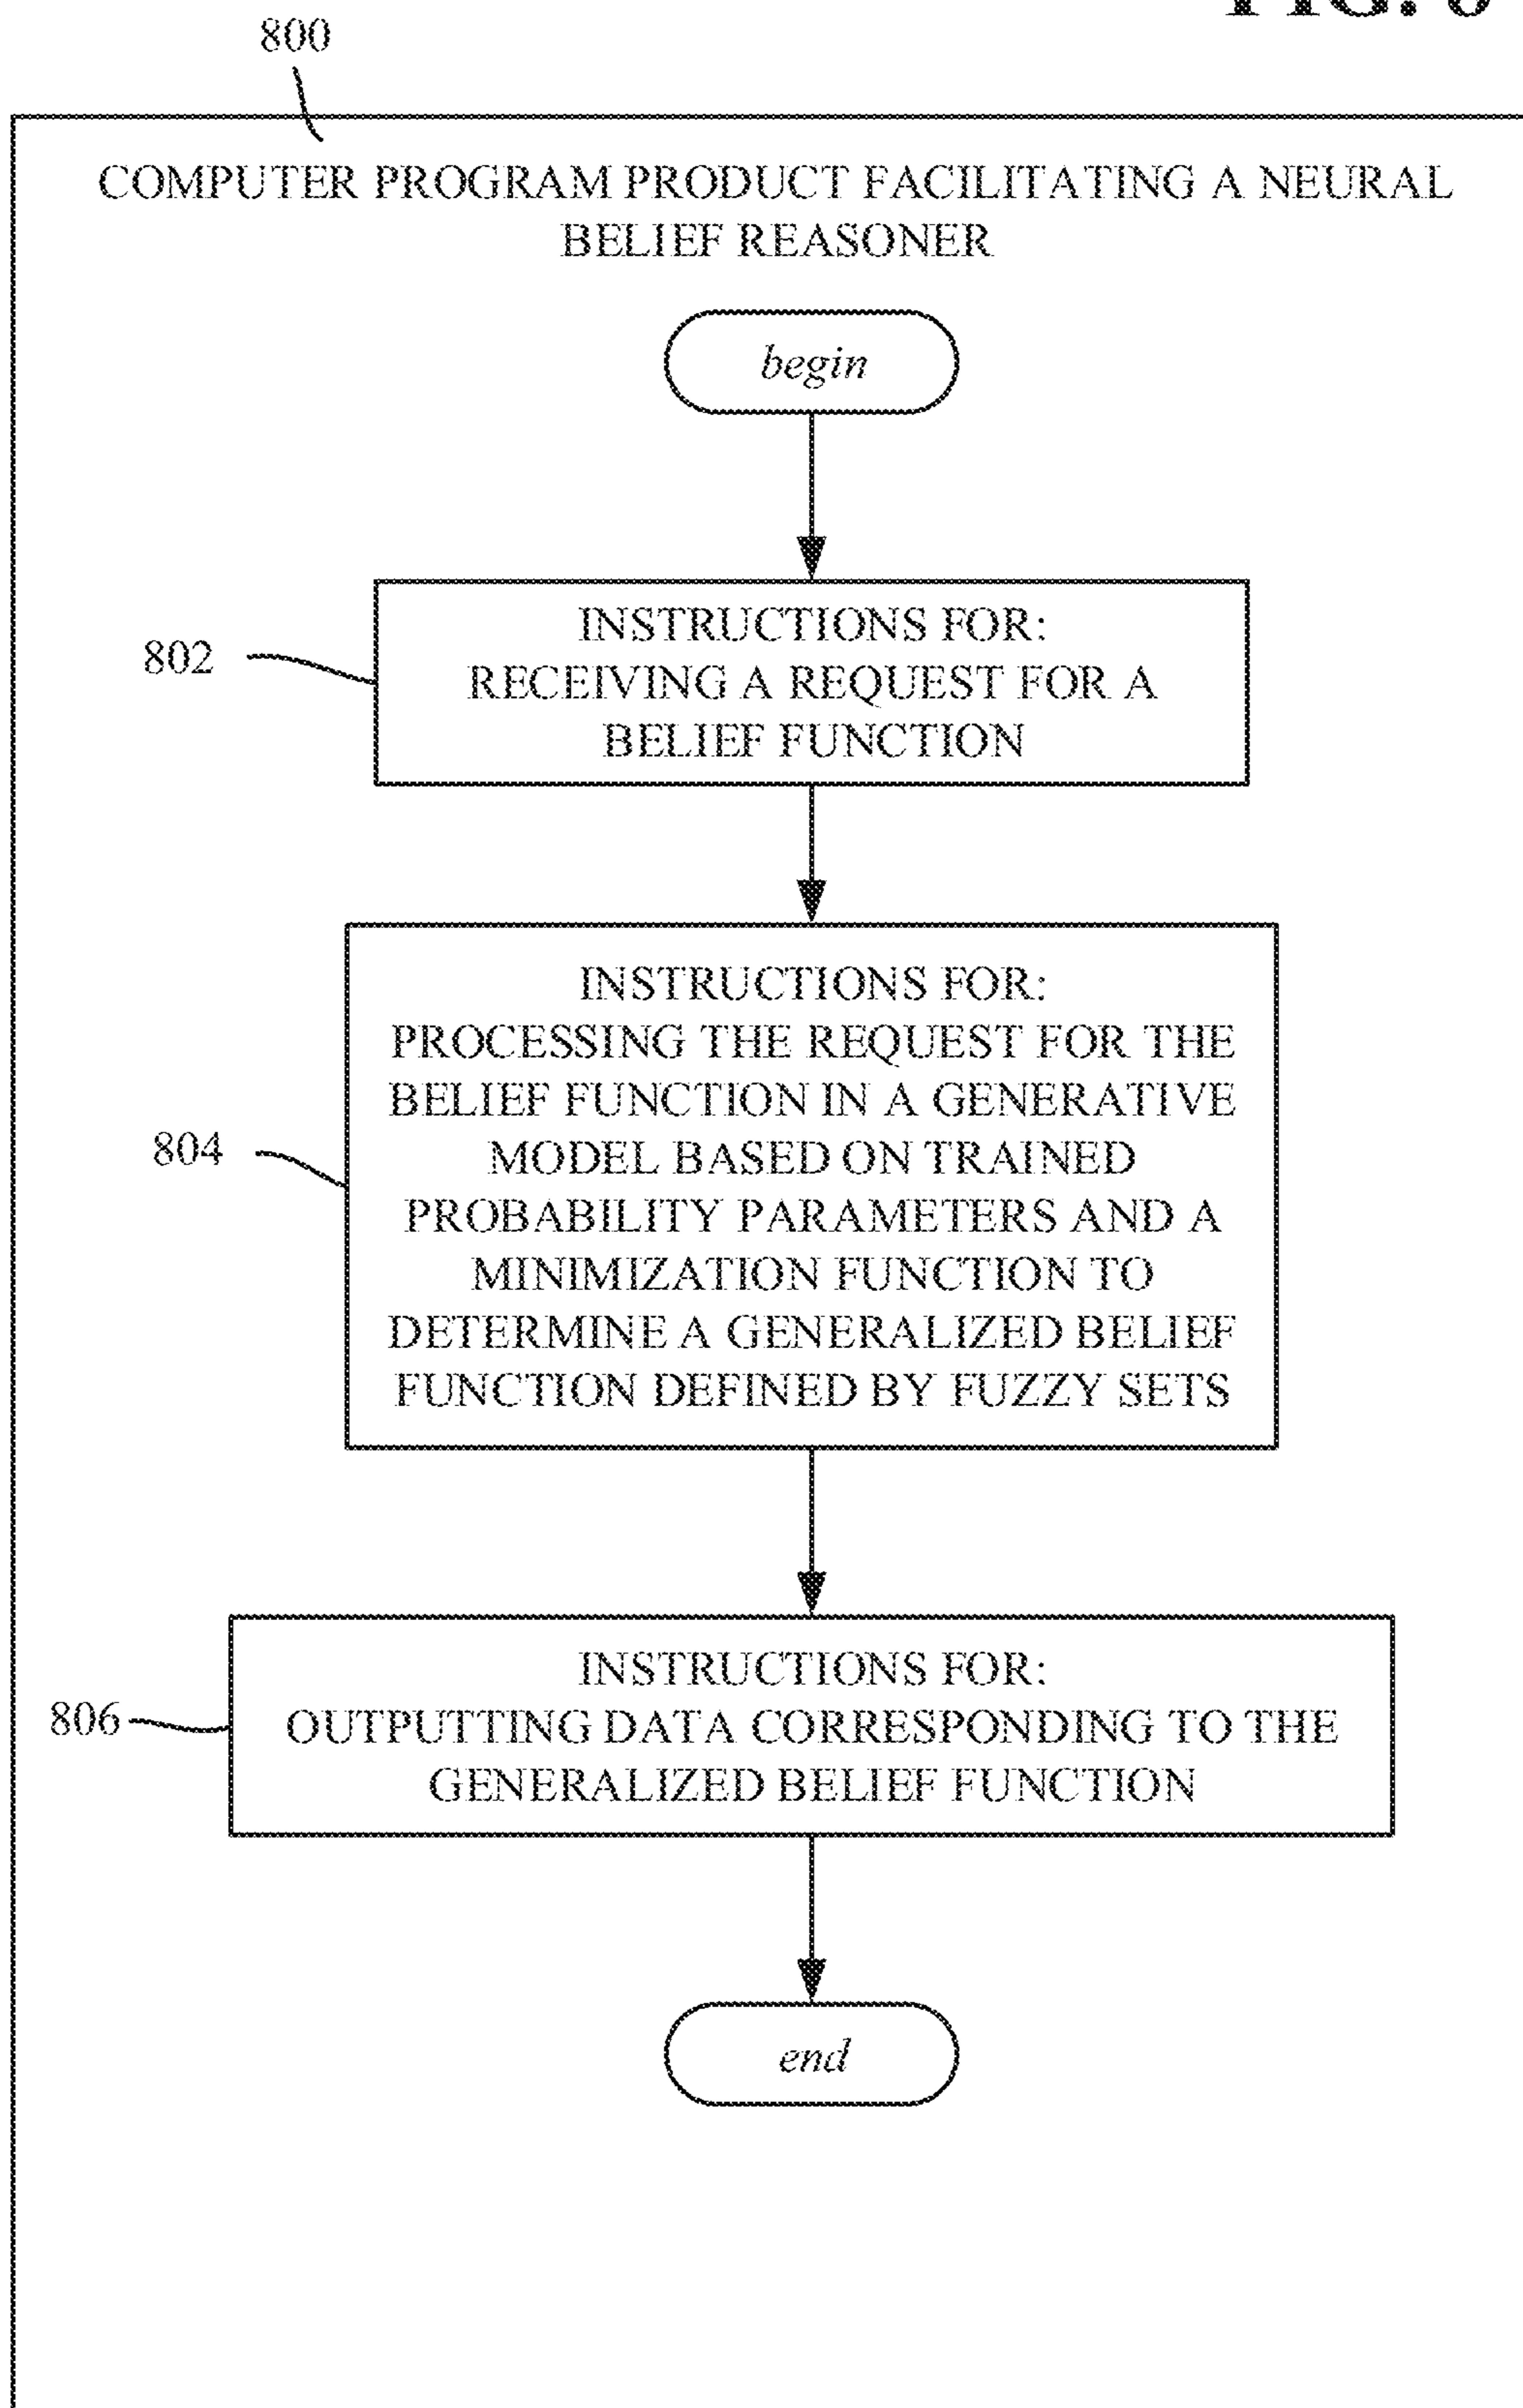 FIG. 8
800
COMPUTER PROGRAM PRODUCT FACILITATING A NEURAL
BELIEF REASONER
begin
802
INSTRUCTIONS FOR:
RECEIVING A REQUEST FOR A
BELIEF FUNCTION
804
INSTRUCTIONS FOR:
PROCESSING THE REQUEST FOR THE
BELIEF FUNCTION IN A GENERATIVE
MODEL BASED ON TRAINED
PROBABILITY PARAMETERS AND A
MINIMIZATION FUNCTION TO
DETERMINE A GENERALIZED BELIEF
FUNCTION DEFINED BY FUZZY SETS
806
INSTRUCTIONS FOR:
OUTPUTTING DATA CORRESPONDING TO THE
GENERALIZED BELIEF FUNCTION
end